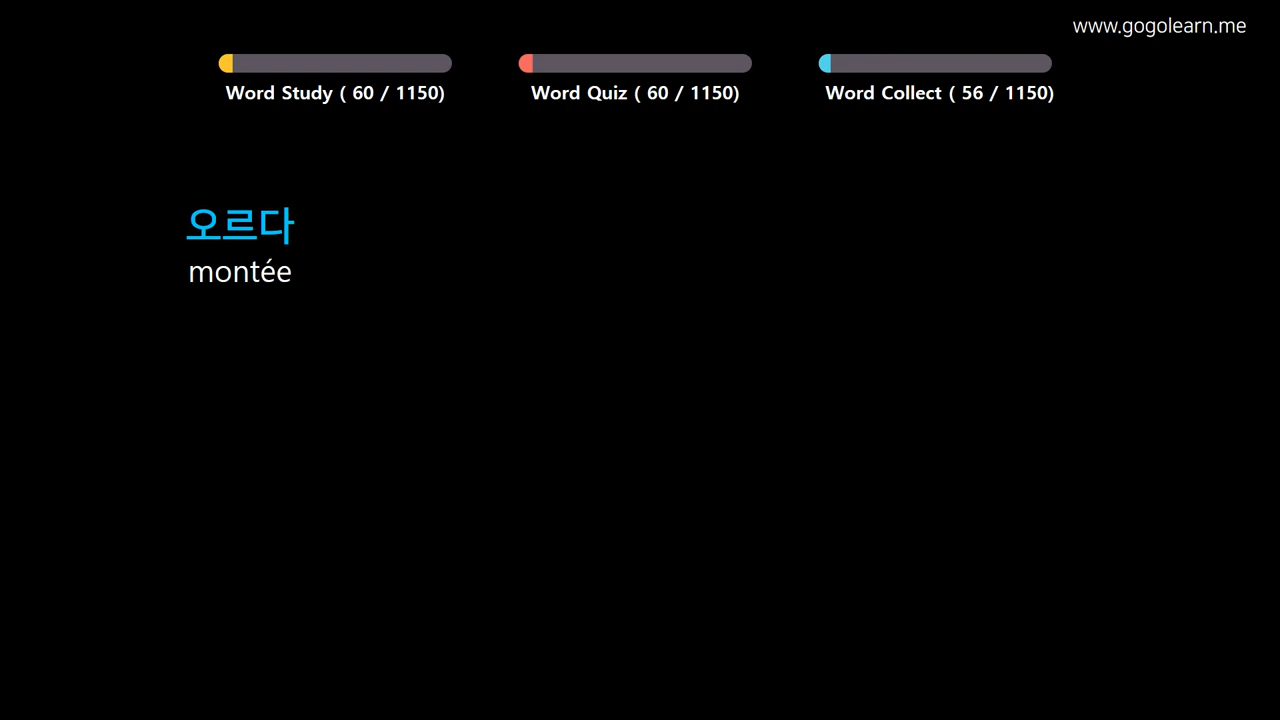 www.gogolearn.me
Word Study ( 60 / 1150)
Word Quiz ( 60 / 1150)
Word Collect ( 56 / 1150)
오르다
montée